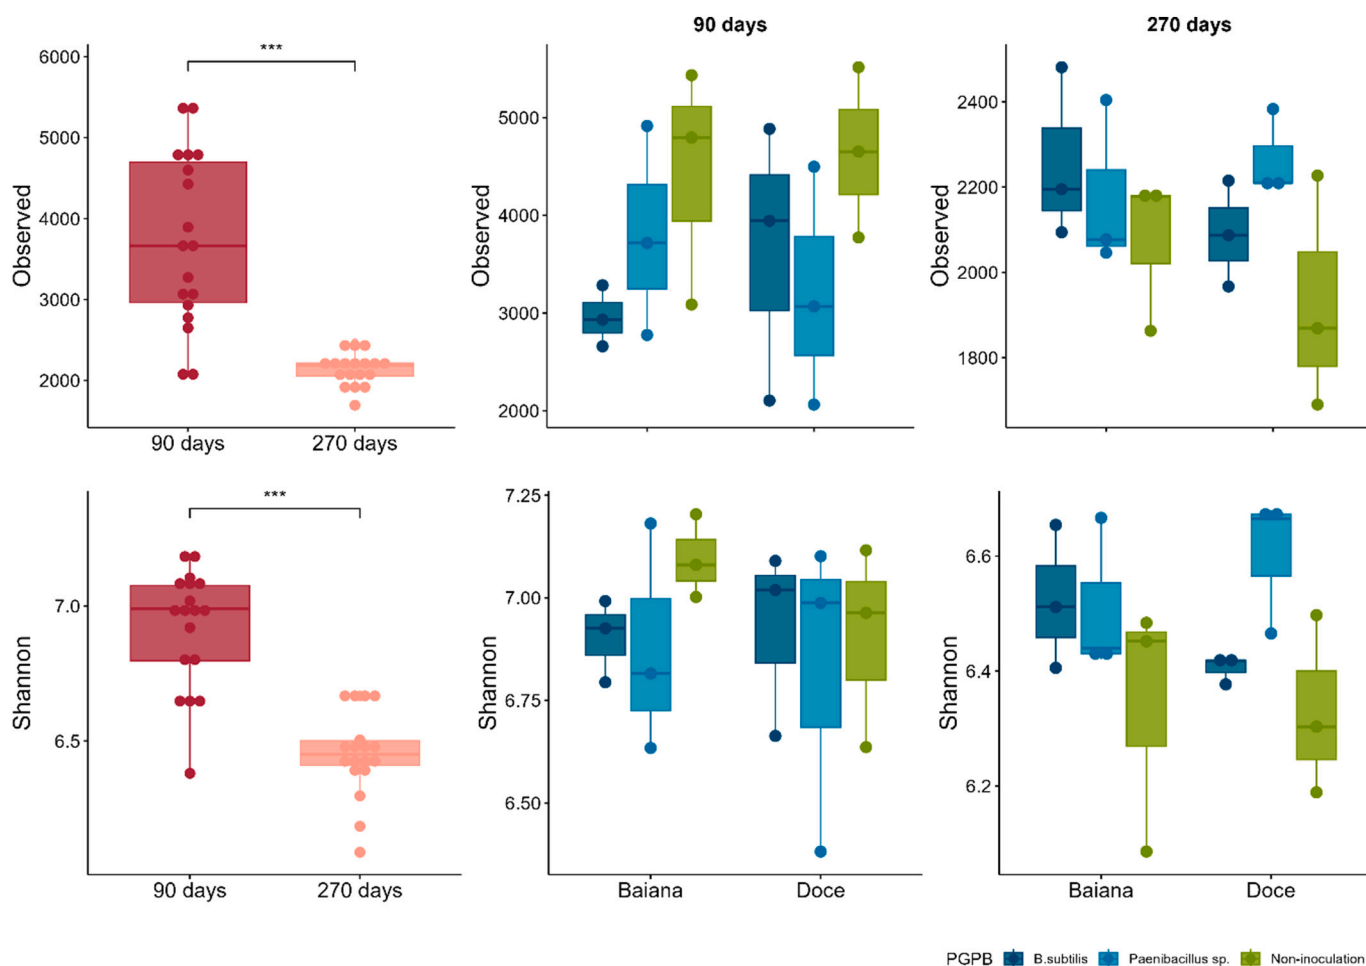 90 days
270 days
***
6000
5000
4000
3000
2000
Observed
90 days
270 days
5000
4000
3000
2000
Observed
2400
2200
2000
1800
Observed
***
7.0
6.5
Shannon
90 days
270 days
7.25
7.00
6.75
6.50
Shannon
Baiana
Doce
6.6
6.4
6.2
Shannon
Baiana
Doce
PGPB B.subtilis Paenibacillus sp. Non-inoculation